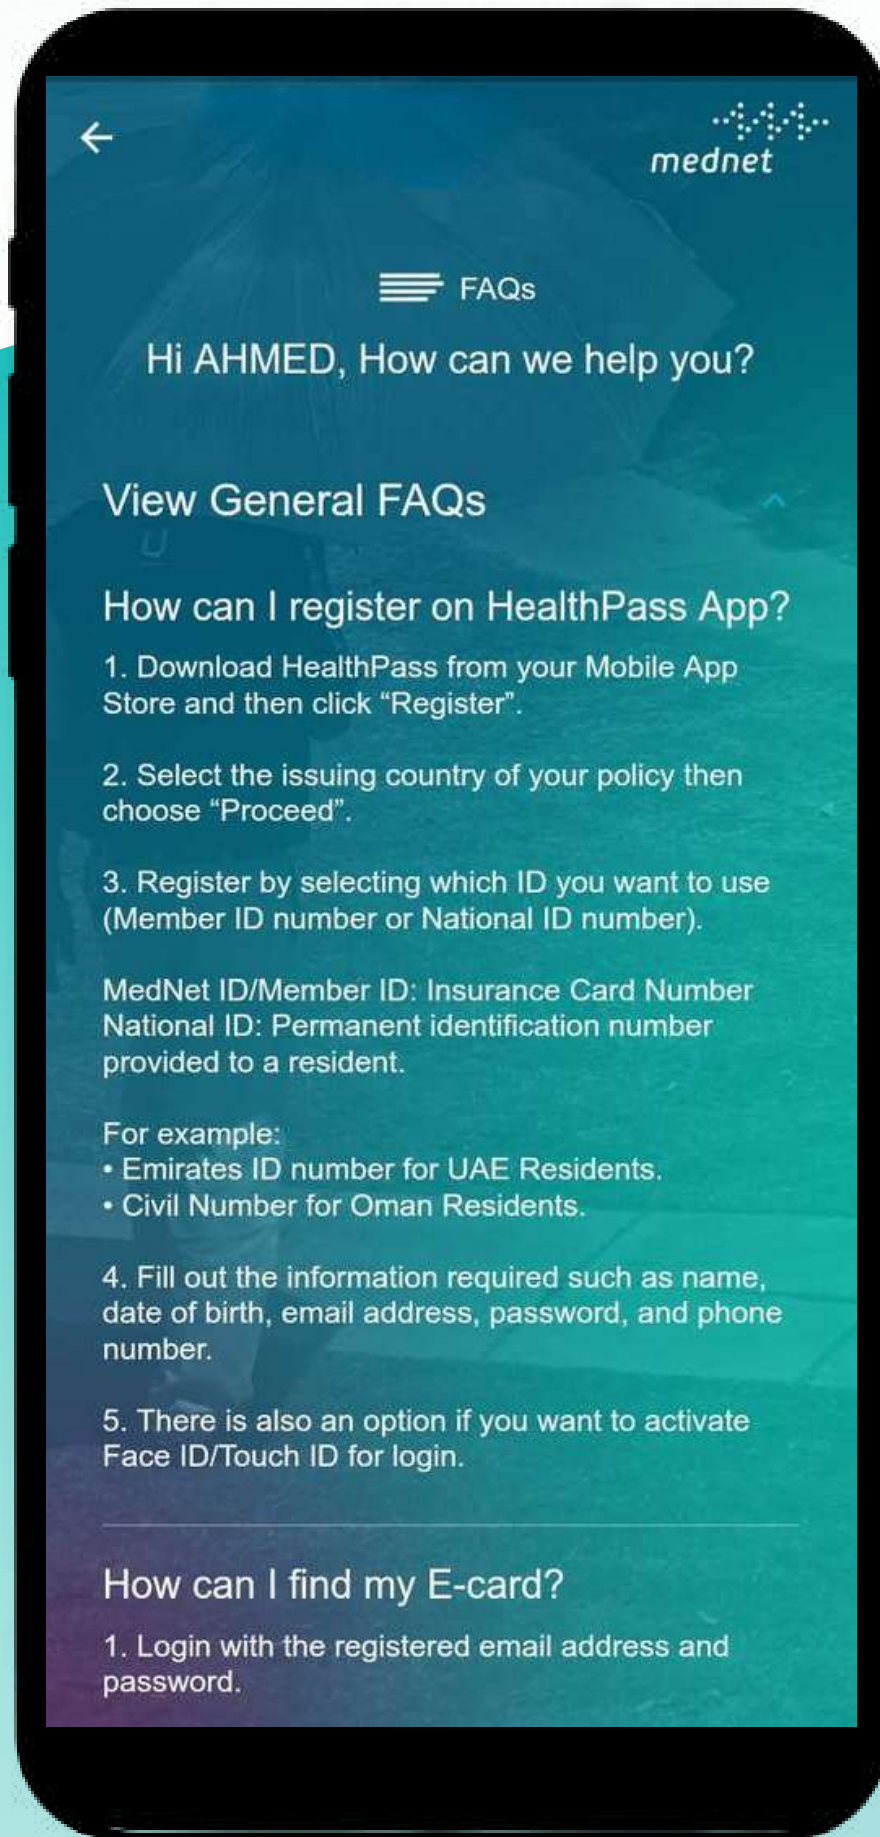 mednet
FAQs
Hi AHMED, How can we help you?
View General FAQs
How can I register on HealthPass App?
1. Download HealthPass from your Mobile App
Store and then click “Register”.
2. Select the issuing country of your policy then
choose “Proceed”.
3. Register by selecting which ID you want to use
(Member ID number or National ID number).
MedNet ID/Member ID: Insurance Card Number
National ID: Permanent identification number
provided to a resident.
For example:
• Emirates ID number for UAE Residents.
• Civil Number for Oman Residents.
4. Fill out the information required such as name,
date of birth, email address, password, and phone
number.
5. There is also an option if you want to activate
Face ID/Touch ID for login.
How can I find my E-card?
1. Login with the registered email address and
password.